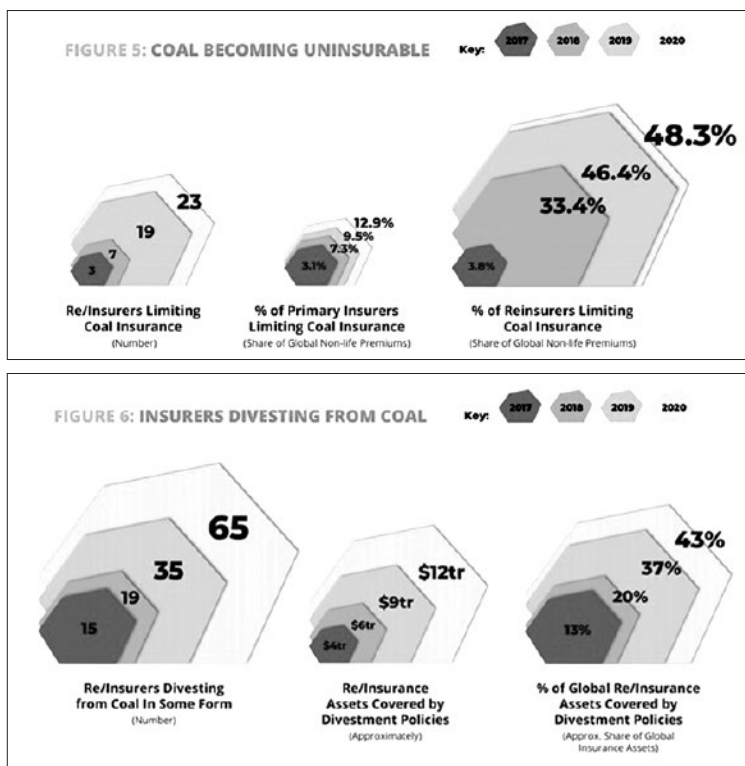 FIGURE 5: COAL BECOMING UNINSURABLE
Key: 2017 2018 2019 2020
23
19
7
3
Re/Insurers Limiting
Coal Insurance
(Number)
12.9%
9.5%
7.3%
3.1%
% of Primary Insurers
Limiting Coal Insurance
(Share of Global Non-life Premiums)
48.3%
46.4%
33.4%
3.8%
% of Reinsurers Limiting
Coal Insurance
(Share of Global Non-life Premiums)
FIGURE 6: INSURERS DIVESTING FROM COAL
Key: 2017 2018 2019 2020
65
35
19
15
Re/Insurers Divesting
from Coal In Some Form
(Number)
$12tr
$9tr
$6tr
$4tr
Re/Insurance
Assets Covered by
Divestment Policies
(Approximately)
43%
37%
20%
13%
% of Global Re/Insurance
Assets Covered by
Divestment Policies
(Approx. Share of Global
Insurance Assets)